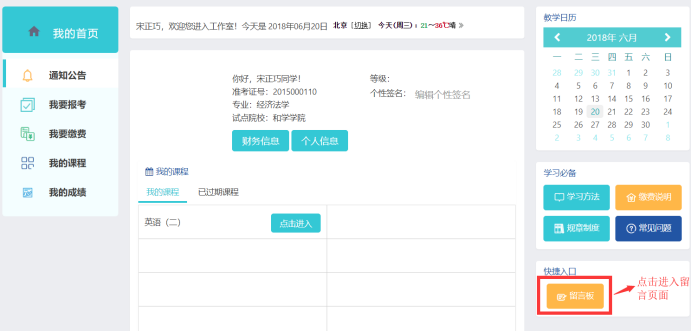 我的首页
通知公告
我要报考
我要缴费
我的课程
我的成绩
宋正巧，欢迎您进入工作室！今天是 2018年06月20日 北京 [切换] 今天(周三)：21～36℃晴
你好，宋正巧同学！
等级：
准考证号：2015000110
个性签名： 编辑个性签名
专业：经济法学
试点院校：和学学院
财务信息 个人信息
我的课程
我的课程 已过期课程
英语（二） 点击进入
教学日历
2018年 六月
一 二 三 四 五 六 日
28 29 30 31 1 2 3
4 5 6 7 8 9 10
11 12 13 14 15 16 17
18 19 20 21 22 23 24
25 26 27 28 29 30 1
2 3 4 5 6 7 8
学习必备
学习方法 缴费说明
规章制度 常见问题
快捷入口
留言板
点击进入留
言页面